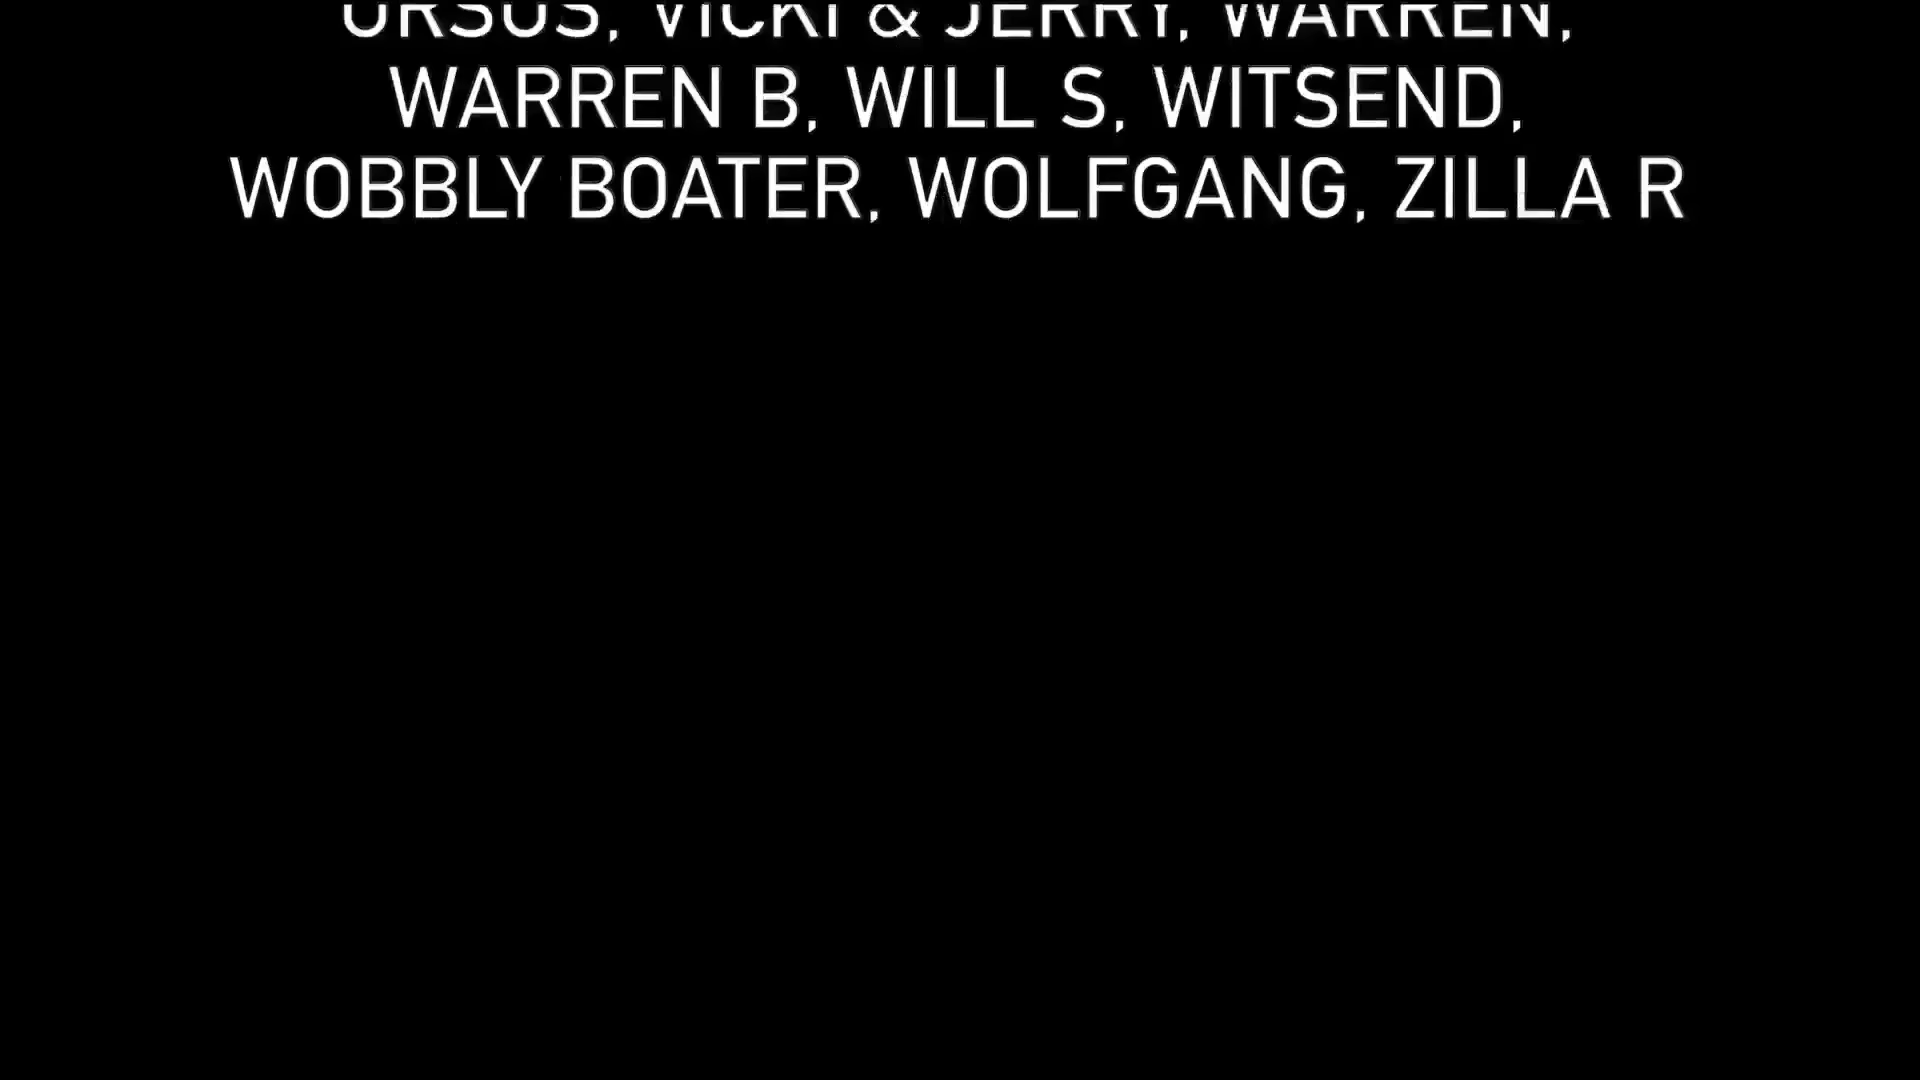 URSUS, VICKI & JERRY, WARREN,
WARREN B, WILL S, WITSEND,
WOBBLY BOATER, WOLFGANG, ZILLA R